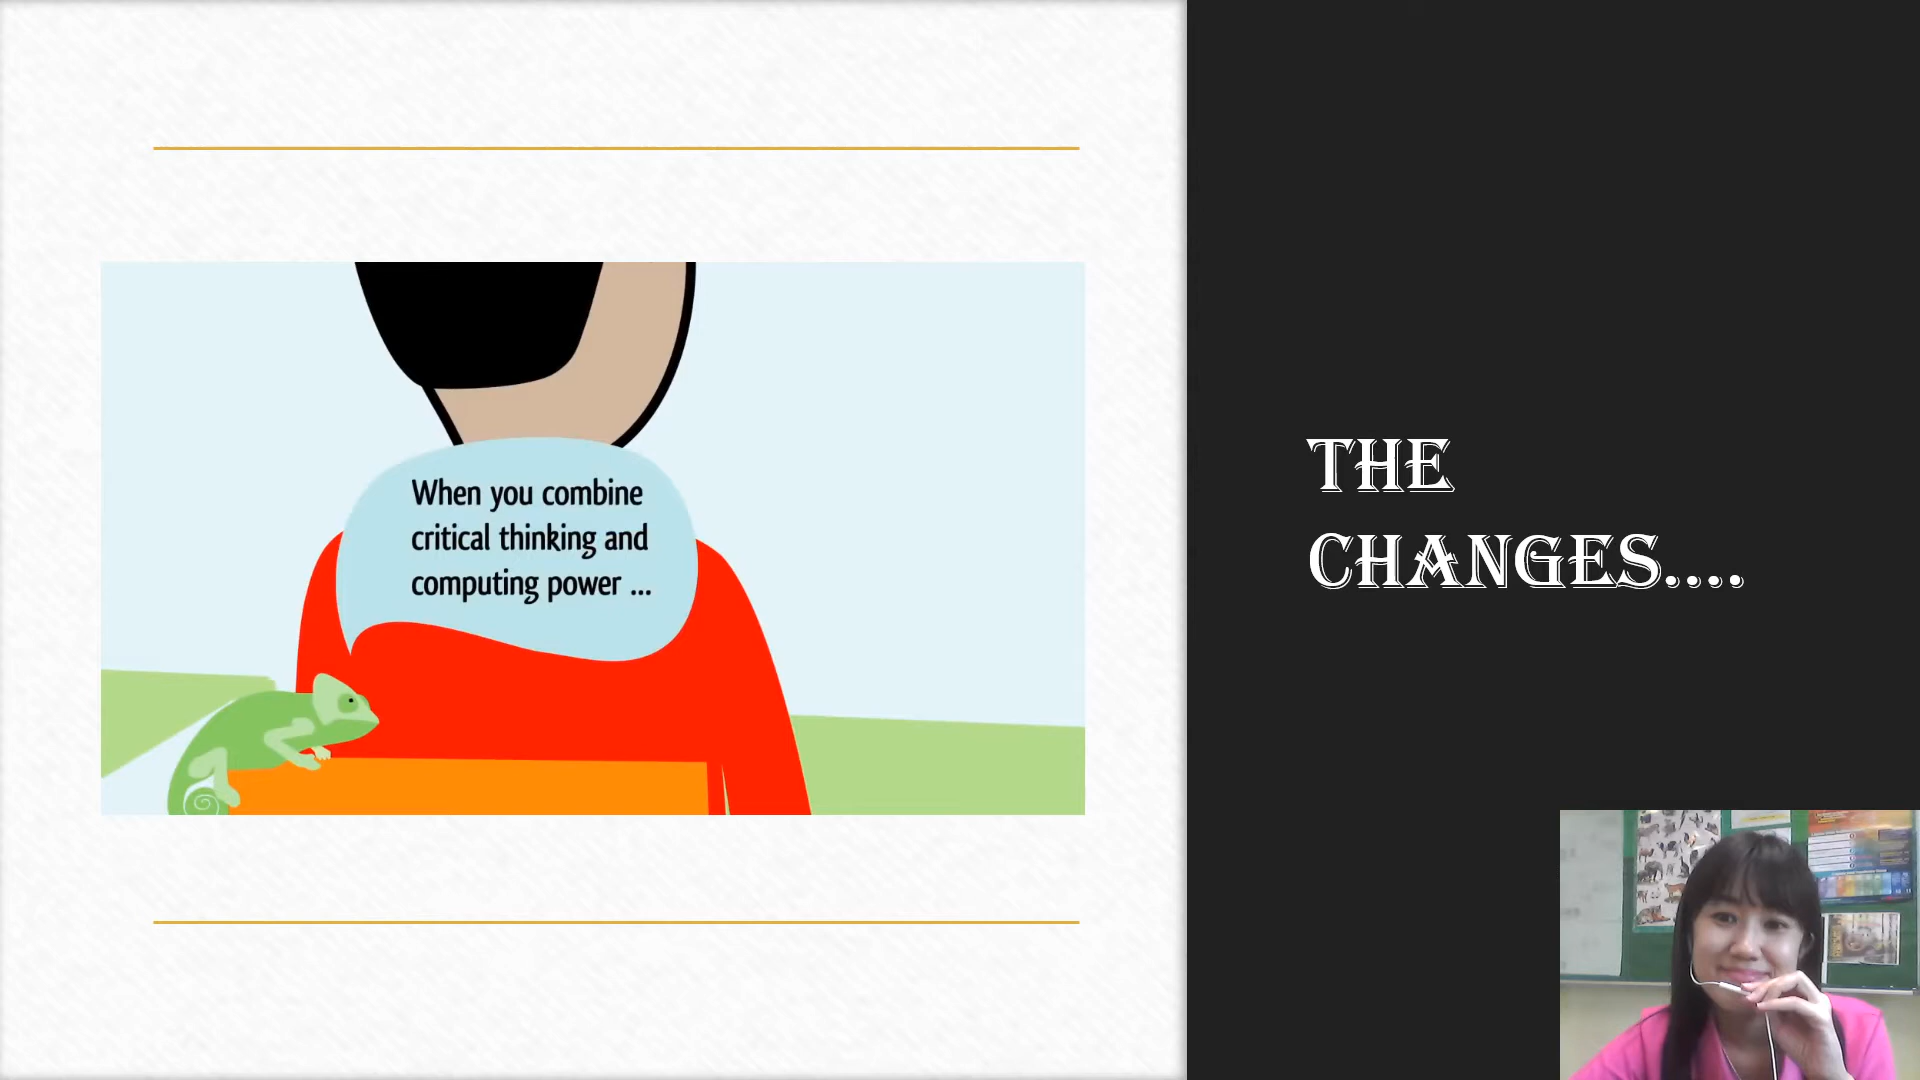 When you combine
critical thinking and
computing power ...
THE
CHANGES....